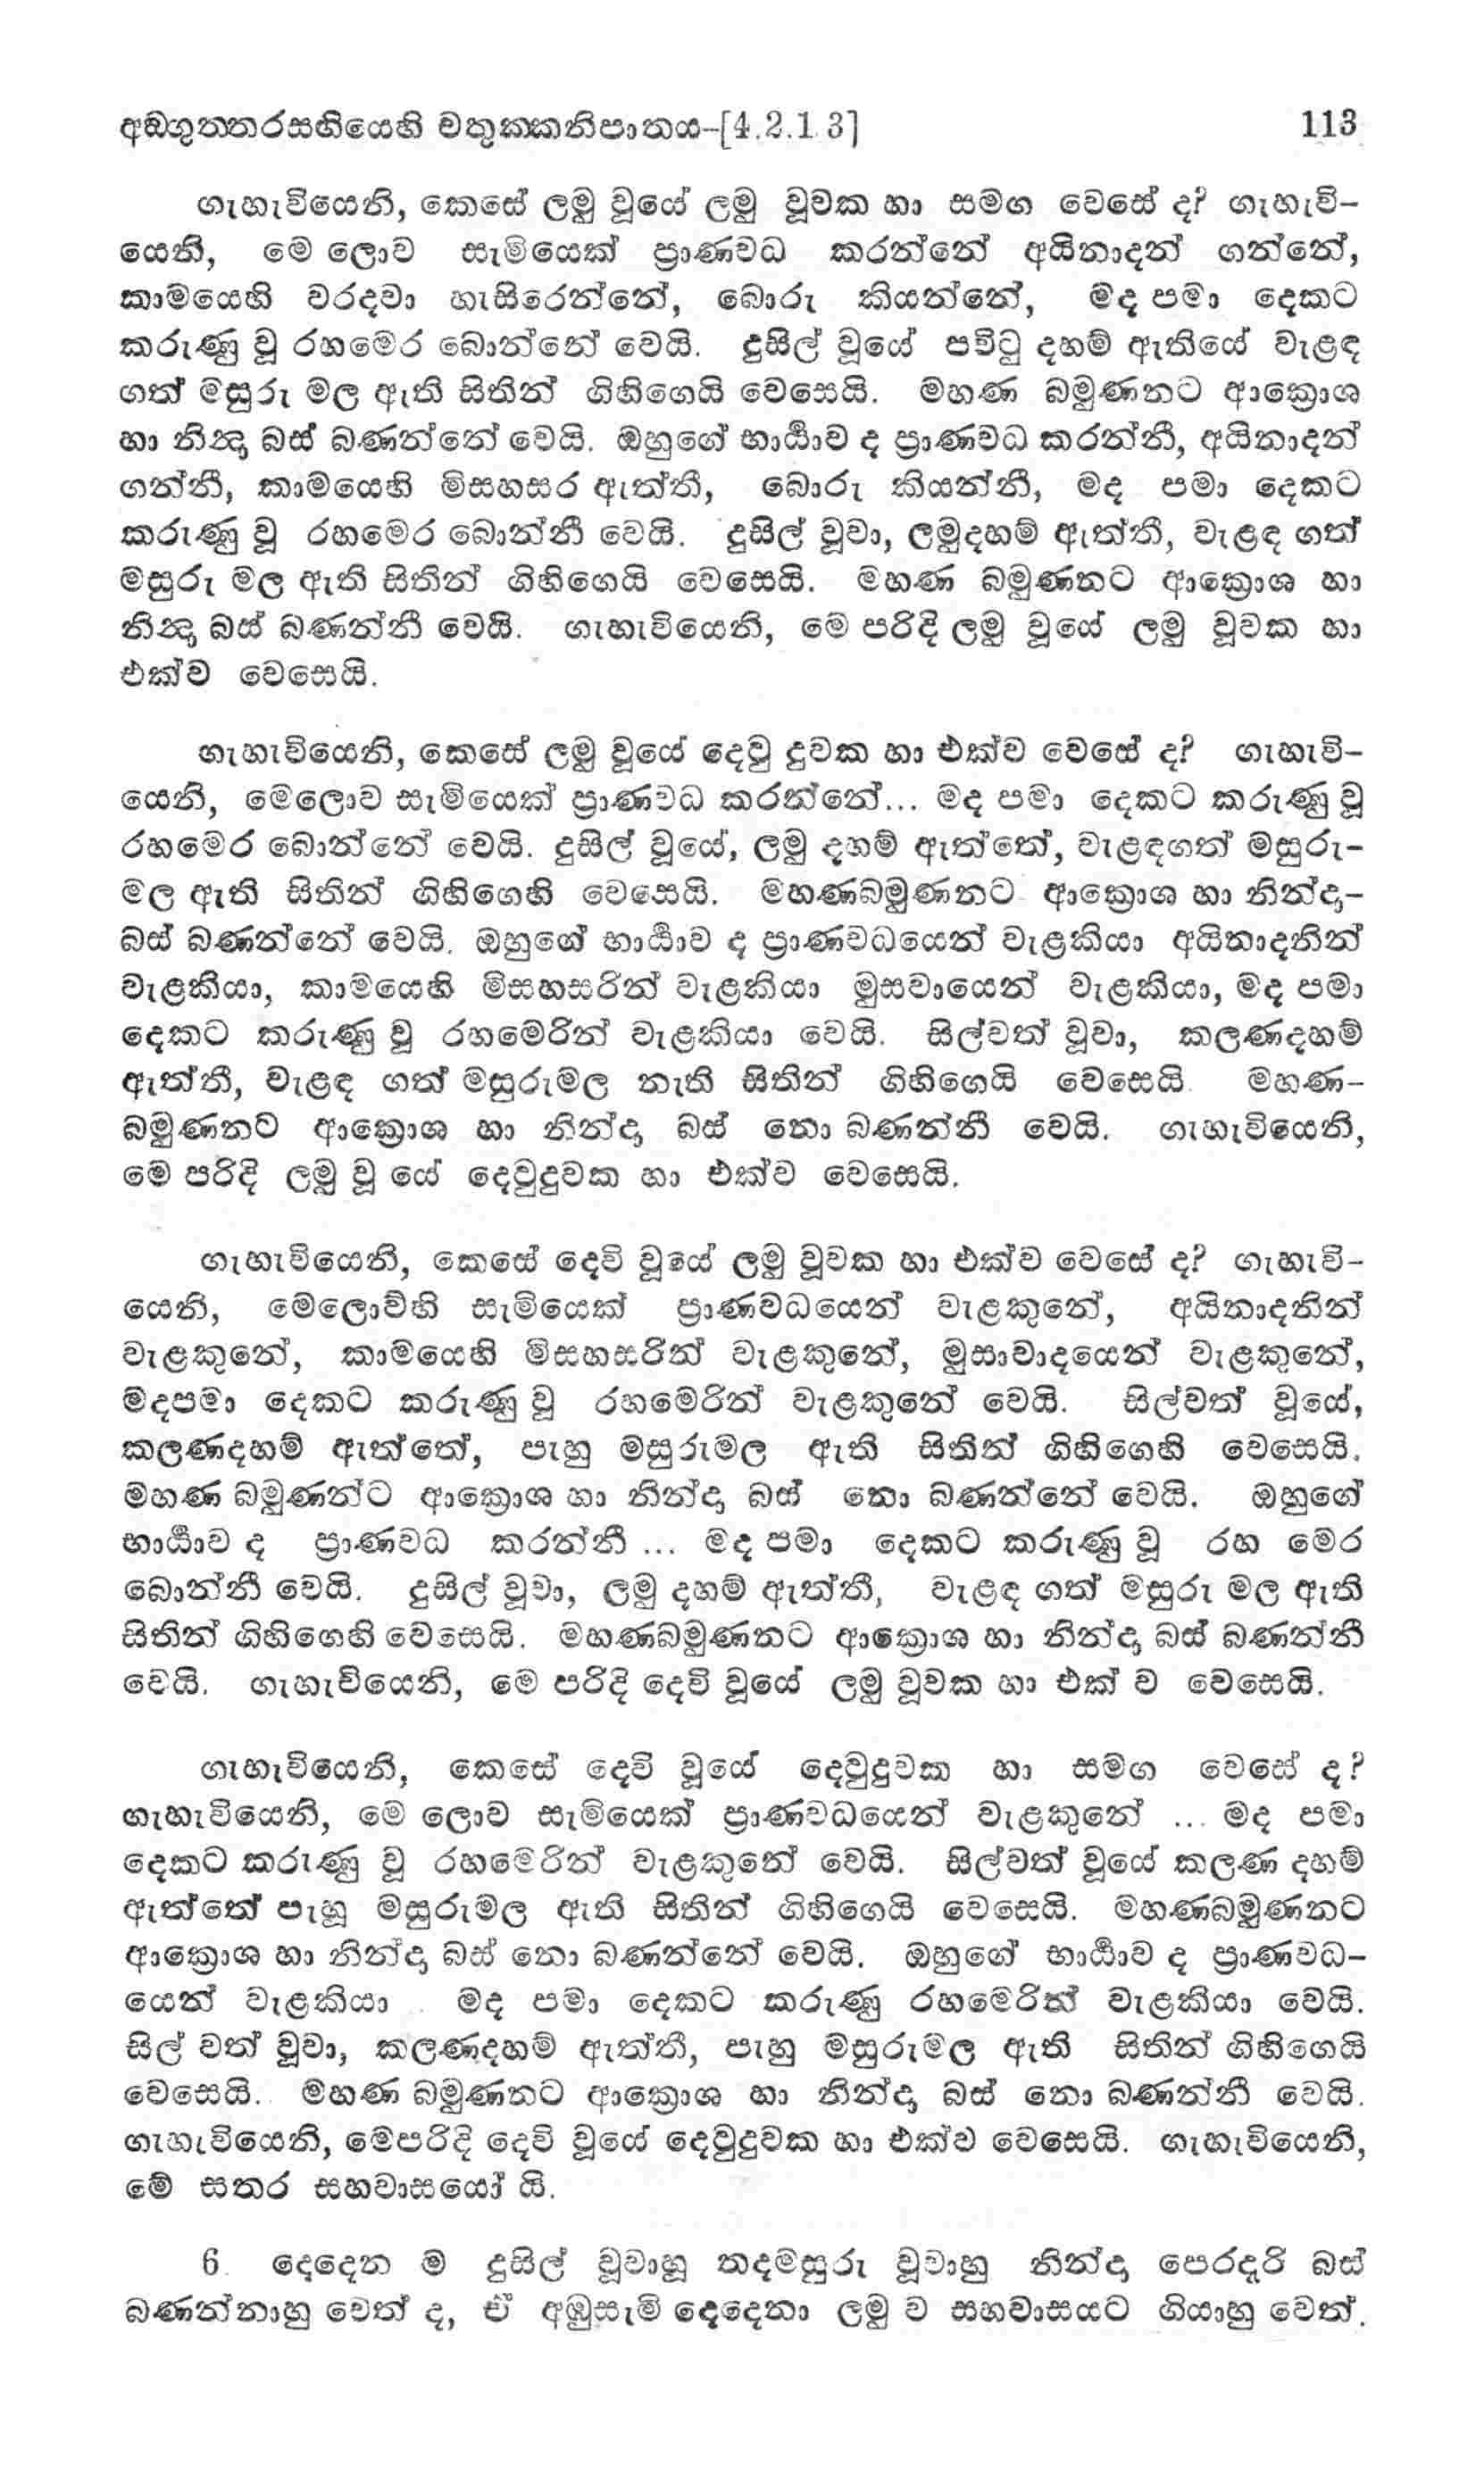 අඞ්ගුත්තරසඟියෙහි චතුක්කනිපාතය-[4.2.1.3] 113
ගැහැවියෙනි, කෙසේ ලමු වූයේ ලමු වූවක හා සමග වෙසේ ද? ගැහැවි-
යෙනි, මෙ ලොව සැමියෙක් ප්‍රාණවධ කරන්නේ අයිනාදන් ගන්නේ,
කාමයෙහි වරදවා හැසිරෙන්නේ, බොරු කියන්නේ, මද පමා දෙකට
කරුණු වූ රහමෙර බොන්නේ වෙයි. දුසිල් වූයේ පවිටු දහම් ඇතියේ වැළඳ
ගත් මසුරු මල ඇති සිතින් ගිහිගෙයි වෙසෙයි. මහණ බමුණනට ආක්‍රොශ
හා නින්‍දා බස් බණන්නේ වෙයි. ඔහුගේ භාර්‍ය්‍යාව ද ප්‍රාණවධ කරන්නී, අයිනාදන්
ගන්නී, කාමයෙහි මිසහසර ඇත්තී, බොරු කියන්නී, මද පමා දෙකට
කරුණු වූ රහමෙර බොන්නී වෙයි. දුසිල් වූවා, ලමුදහම් ඇත්තී, වැළඳ ගත්
මසුරු මල ඇති සිතින් ගිහිගෙයි වෙසෙයි. මහණ බමුණනට ආක්‍රොශ හා
නින්‍දා බස් බණන්නී වෙයි. ගැහැවියෙනි, මෙ පරිදි ලමු වූයේ ලමු වූවක හා
එක්ව වෙසෙයි.
ගැහැවියෙනි, කෙසේ ලමු වූයේ දෙවු දුවක හා එක්ව වෙසේ ද? ගැහැවි-
යෙනි, මෙලොව සැමියෙක් ප්‍රාණවධ කරන්නේ... මද පමා දෙකට කරුණු වූ
රහමෙර බොන්නේ වෙයි. දුසිල් වූයේ, ලමු දහම් ඇත්තේ, වැළඳගත් මසුරු-
මල ඇති සිතින් ගිහිගෙහි වෙසෙයි. මහණබමුණනට ආක්‍රොශ හා නින්දා-
බස් බණන්නේ වෙයි. ඔහුගේ භාර්‍ය්‍යාව ද ප්‍රාණවධයෙන් වැළකියා අයිනාදනින්
වැළකියා, කාමයෙහි මිසහසරින් වැළකියා මුසවායෙන් වැළකියා, මද පමා
දෙකට කරුණු වූ රහමෙරින් වැළකියා වෙයි. සිල්වත් වූවා, කලණදහම්
ඇත්තී, වැළඳ ගත් මසුරුමල නැති සිතින් ගිහිගෙයි වෙසෙයි මහණ-
බමුණනට ආක්‍රොශ හා නින්දා බස් නො බණන්නී වෙයි. ගැහැවියෙනි,
මෙ පරිදි ලමු වූ යේ දෙවුදුවක හා එක්ව වෙසෙයි.
ගැහැවියෙනි, කෙසේ දෙවි වූයේ ලමු වූවක හා එක්ව වෙසේ ද? ගැහැවි-
යෙනි, මෙලොව්හි සැමියෙක් ප්‍රාණවධයෙන් වැළකුනේ, අයිනාදනින්
වැළකුනේ, කාමයෙහි මිසහසරින් වැළකුනේ, මුසාවාදයෙන් වැළකුනේ,
මදපමා දෙකට කරුණු වූ රහමෙරින් වැළකුනේ වෙයි. සිල්වත් වූයේ,
කලණදහම් ඇත්තේ, පැහු මසුරුමල ඇති සිතින් ගිහිගෙහි වෙසෙයි.
මහණ බමුණන්ට ආක්‍රොශ හා නින්දා බස් නො බණන්නේ වෙයි. ඔහුගේ
භාර්‍ය්‍යාව ද ප්‍රාණවධ කරන්නී ... මද පමා දෙකට කරුණු වූ රහ මෙර
බොන්නී වෙයි. දුසිල් වූවා, ලමු දහම් ඇත්තී, වැළඳ ගත් මසුරු මල ඇති
සිතින් ගිහිගෙහි වෙසෙයි. මහණබමුණනට ආක්‍රොශ හා නින්දා බස් බණන්නී
වෙයි. ගැහැවියෙනි, මෙ පරිදි දෙවි වූයේ ලමු වූවක හා එක් ව වෙසෙයි.
ගැහැවියෙනි, කෙසේ දෙවි වූයේ දෙවුදුවක හා සමග වෙසේ ද?
ගැහැවියෙනි, මෙ ලොව සැමියෙක් ප්‍රාණවධයෙන් වැළකුනේ ... මද පමා
දෙකට කරුණු වූ රහමෙරින් වැළකුනේ වෙයි. සිල්වත් වූයේ කලණ දහම්
ඇත්තේ පැහූ මසුරුමල ඇති සිතින් ගිහිගෙයි වෙසෙයි. මහණබමුණනට
ආක්‍රොශ හා නින්දා බස් නො බණන්නේ වෙයි. ඔහුගේ භාර්‍ය්‍යාව ද ප්‍රාණවධ-
යෙන් වැළකියා . මද පමා දෙකට කරුණු රහමෙරින් වැළකියා වෙයි.
සිල් වත් වූවා, කලණදහම් ඇත්තී, පැහු මසුරුමල ඇති සිතින් ගිහිගෙයි
වෙසෙයි. මහණ බමුණනට ආක්‍රොශ හා නින්දා බස් නො බණන්නී වෙයි.
ගැහැවියෙනි, මෙපරිදි දෙවි වූයේ දෙවුදුවක හා එක්ව වෙසෙයි. ගැහැවියෙනි,
මේ සතර සහවාසයෝ යි.
6. දෙදෙන ම දුසිල් වූවාහූ තදමසුරු වූවාහු නින්දා පෙරදැරි බස්
බණන්නාහු වෙත් ද, ඒ අඹුසැමි දෙදෙනා ලමු ව සහවාසයට ගියාහු වෙත්.